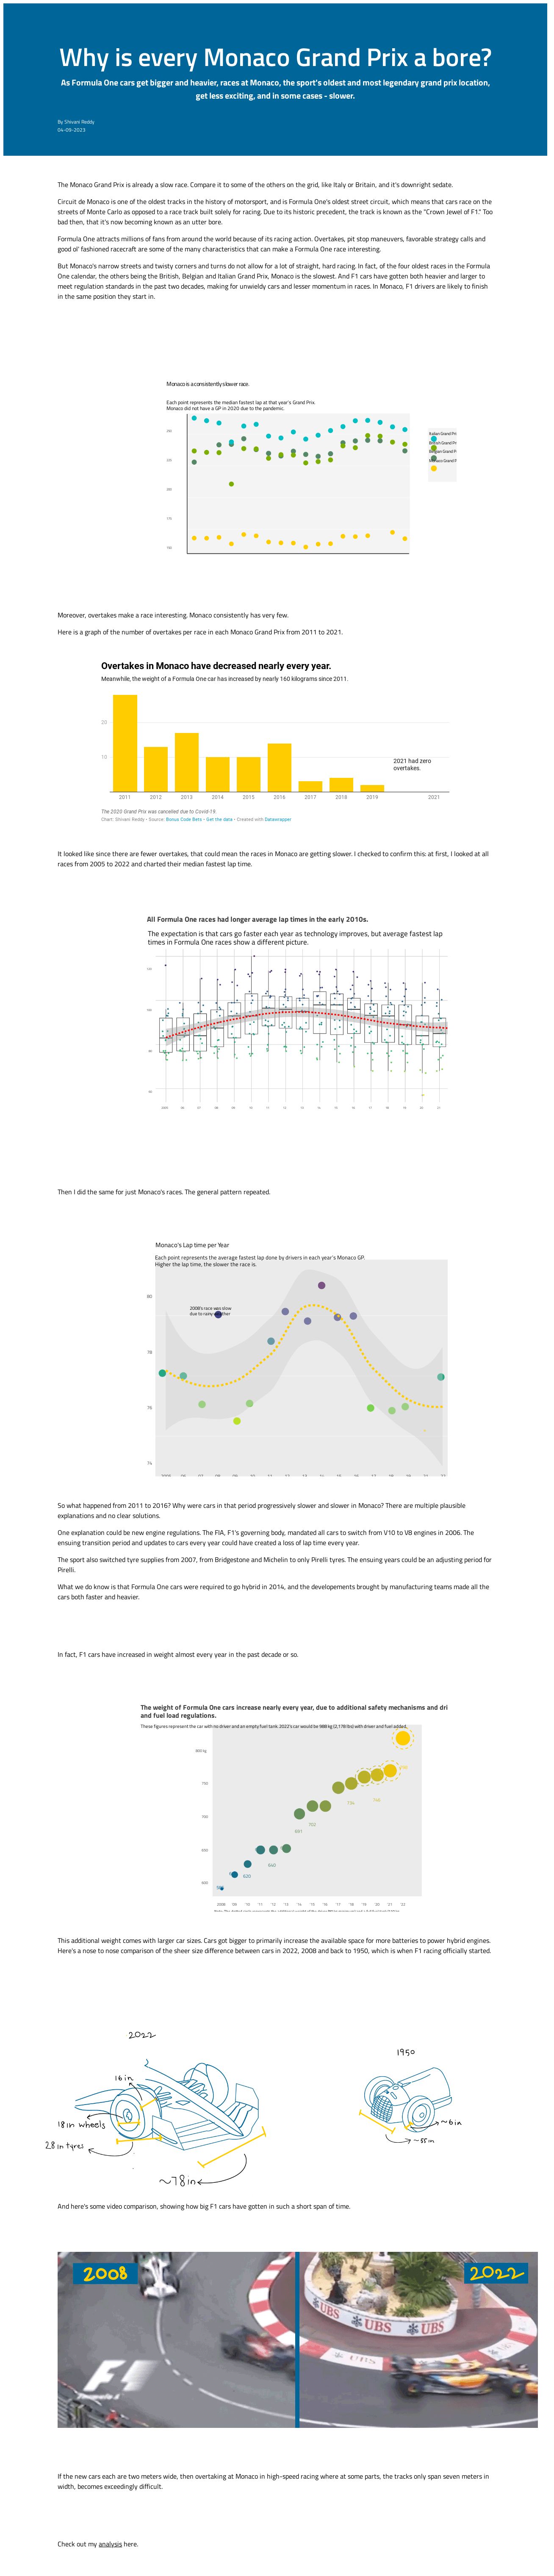 Why is every Monaco Grand Prix a bore?
As Formula One cars get bigger and heavier, races at Monaco, the sport's oldest and most legendary grand prix location,
get less exciting, and in some cases - slower.
By Shivani Reddy
04-09-2023
The Monaco Grand Prix is already a slow race. Compare it to some of the others on the grid, like Italy or Britain, and it's downright sedate.
Circuit de Monaco is one of the oldest tracks in the history of motorsport, and is Formula One's oldest street circuit, which means that cars race on the
streets of Monte Carlo as opposed to a race track built solely for racing. Due to its historic precedent, the track is known as the "Crown Jewel of F1." Too
bad then, that it's now becoming known as an utter bore.
Formula One attracts millions of fans from around the world because of its racing action. Overtakes, pit stop maneuvers, favorable strategy calls and
good ol' fashioned racecraft are some of the many characteristics that can make a Formula One race interesting.
But Monaco's narrow streets and twisty corners and turns do not allow for a lot of straight, hard racing. In fact, of the four oldest races in the Formula
One calendar, the others being the British, Belgian and Italian Grand Prix, Monaco is the slowest. And F1 cars have gotten both heavier and larger to
meet regulation standards in the past two decades, making for unwieldy cars and lesser momentum in races. In Monaco, F1 drivers are likely to finish
in the same position they start in.
Monaco is a consistently slower race.
Each point represents the median fastest lap at that year's Grand Prix.
Monaco did not have a GP in 2020 due to the pandemic.
Italian Grand Pri
British Grand Pri
Belgian Grand P
Monaco Grand P
Moreover, overtakes make a race interesting. Monaco consistently has very few.
Here is a graph of the number of overtakes per race in each Monaco Grand Prix from 2011 to 2021.
Overtakes in Monaco have decreased nearly every year.
Meanwhile, the weight of a Formula One car has increased by nearly 160 kilograms since 2011.
20
10
2021 had zero
overtakes.
2011 2012 2013 2014 2015 2016 2017 2018 2019 2021
The 2020 Grand Prix was cancelled due to Covid-19.
Chart: Shivani Reddy • Source: Bonus Code Bets • Get the data • Created with Datawrapper
It looked like since there are fewer overtakes, that could mean the races in Monaco are getting slower. I checked to confirm this: at first, I looked at all
races from 2005 to 2022 and charted their median fastest lap time.
All Formula One races had longer average lap times in the early 2010s.
The expectation is that cars go faster each year as technology improves, but average fastest lap
times in Formula One races show a different picture.
Then I did the same for just Monaco's races. The general pattern repeated.
Monaco's Lap time per Year
Each point represents the average fastest lap done by drivers in each year's Monaco GP.
Higher the lap time, the slower the race is.
80
2008's race was slow
due to rainy weather
78
76
74
So what happened from 2011 to 2016? Why were cars in that period progressively slower and slower in Monaco? There are multiple plausible
explanations and no clear solutions.
One explanation could be new engine regulations. The FIA, F1's governing body, mandated all cars to switch from V10 to V8 engines in 2006. The
ensuing transition period and updates to cars every year could have created a loss of lap time every year.
The sport also switched tyre supplies from 2007, from Bridgestone and Michelin to only Pirelli tyres. The ensuing years could be an adjusting period for
Pirelli.
What we do know is that Formula One cars were required to go hybrid in 2014, and the developements brought by manufacturing teams made all the
cars both faster and heavier.
In fact, F1 cars have increased in weight almost every year in the past decade or so.
The weight of Formula One cars increase nearly every year, due to additional safety mechanisms and dri
and fuel load regulations.
These figures represent the car with no driver and an empty fuel tank. 2022's car would be 988 kg (2,178 lbs) with driver and fuel added.
800 kg
750
700
650
600
620
640
691
702
734
746
2008 '09 '10 '11 '12 '13 '14 '15 '16 '17 '18 '19 '20 '21 '22
This additional weight comes with larger car sizes. Cars got bigger to primarily increase the available space for more batteries to power hybrid engines.
Here's a nose to nose comparison of the sheer size difference between cars in 2022, 2008 and back to 1950, which is when F1 racing officially started.
2022
16 in
18 in wheels
28 in tyres
~78 in
1950
~6 in
~55 in
And here's some video comparison, showing how big F1 cars have gotten in such a short span of time.
2008
2022
UBS
UBS
UBS
F1
If the new cars each are two meters wide, then overtaking at Monaco in high-speed racing where at some parts, the tracks only span seven meters in
width, becomes exceedingly difficult.
Check out my analysis here.